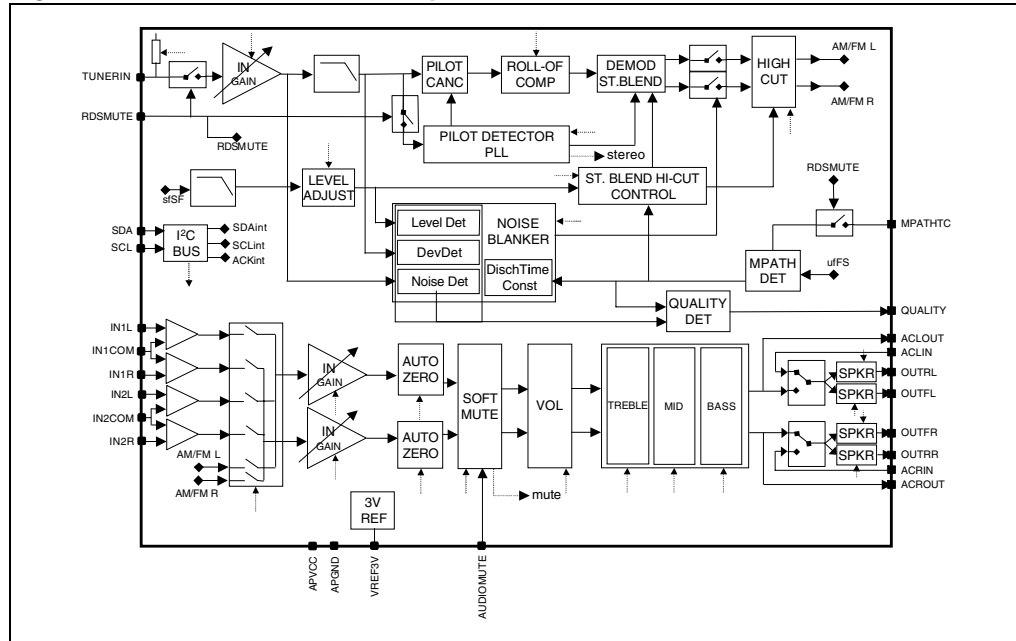 TUNERIN
IN
GAIN
PILOT
CANC
ROLL-OF
COMP
DEMOD
ST.BLEND
HIGH
CUT
AM/FM L
AM/FM R
RDSMUTE
RDSMUTE
PILOT DETECTOR
PLL
stereo
sfSF
LEVEL
ADJUST
ST. BLEND HI-CUT
CONTROL
RDSMUTE
MPATHTC
SDA
SCL
I²C
BUS
SDAint
SCLint
ACKint
Level Det
DevDet
Noise Det
NOISE
BLANKER
DischTime
Const
MPATH
DET
ufFS
QUALITY
DET
QUALITY
IN1L
IN1COM
IN1R
IN2L
IN2COM
IN2R
AM/FM L
AM/FM R
IN
GAIN
IN
GAIN
AUTO
ZERO
AUTO
ZERO
SOFT
MUTE
mute
VOL
TREBLE
MID
BASS
SPKR
SPKR
SPKR
SPKR
ACLOUT
ACLIN
OUTRL
OUTFL
OUTFR
OUTRR
ACRIN
ACROUT
3V
REF
APVCC
APGND
VREF3V
AUDIOMUTE